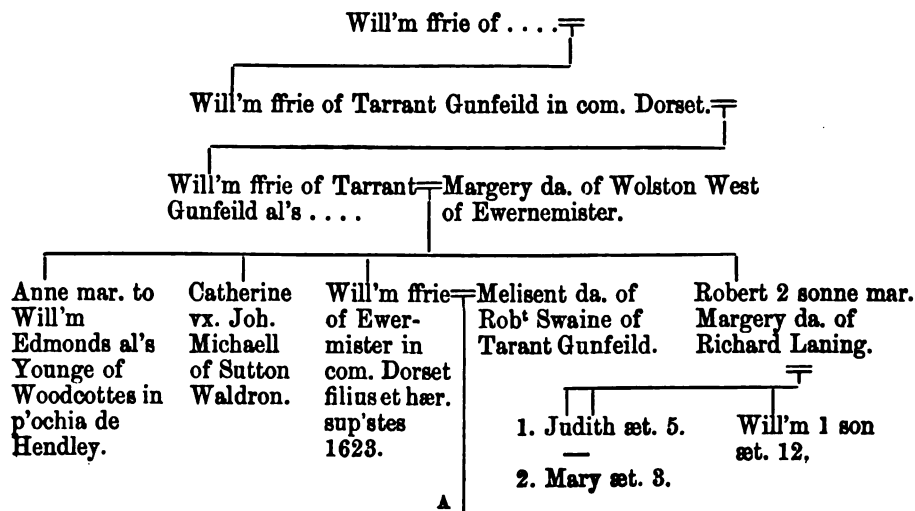 Will'm ffrie of . . . .
Will'm ffrie of Tarrant Gunfeild in com. Dorset.
Will'm ffrie of Tarrant
Gunfeild al's . . . .
Margery da. of Wolston West
of Ewernemister.
Anne mar. to
Will'm
Edmonds al's
Younge of
Woodcottes in
p'ochia de
Hendley.
Catherine
vx. Joh.
Michaell
of Sutton
Waldron.
Will'm ffrie
of Ewer-
mister in
com. Dorset
filius et hær.
sup'stes
1623.
Melisent da. of
Robᵗ Swaine of
Tarant Gunfeild.
Robert 2 sonne mar.
Margery da. of
Richard Laning.
1. Judith æt. 5.
2. Mary æt. 3.
Will'm 1 son
æt. 12,
A